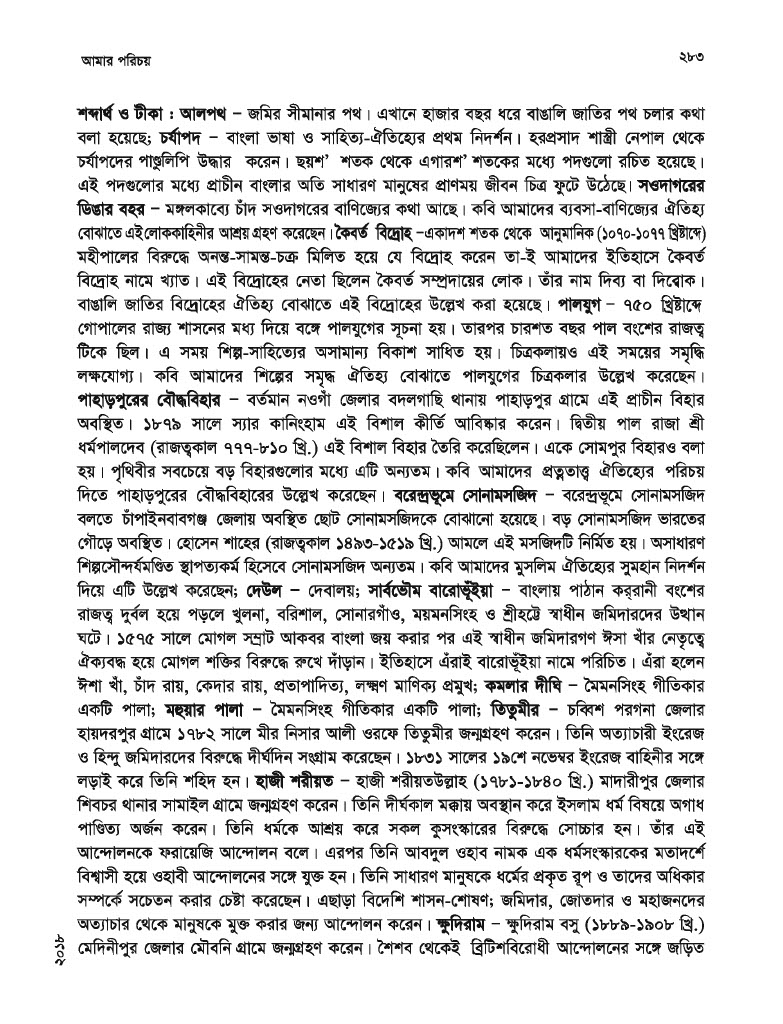 আমার পরিচয়
২৮৩
শব্দার্থ ও টীকা : আলপথ – জমির সীমানার পথ। এখানে হাজার বছর ধরে বাঙালি জাতির পথ চলার কথা
বলা হয়েছে; চর্যাপদ – বাংলা ভাষা ও সাহিত্য-ঐতিহ্যের প্রথম নিদর্শন। হরপ্রসাদ শাস্ত্রী নেপাল থেকে
চর্যাপদের পাণ্ডুলিপি উদ্ধার করেন। ছয়শ’ শতক থেকে এগারশ’ শতকের মধ্যে পদগুলো রচিত হয়েছে।
এই পদগুলোর মধ্যে প্রাচীন বাংলার অতি সাধারণ মানুষের প্রাণময় জীবন চিত্র ফুটে উঠেছে। সওদাগরের
ডিঙার বহর – মঙ্গলকাব্যে চাঁদ সওদাগরের বাণিজ্যের কথা আছে। কবি আমাদের ব্যবসা-বাণিজ্যের ঐতিহ্য
বোঝাতে এই লোককাহিনীর আশ্রয় গ্রহণ করেছেন। কৈবর্ত বিদ্রোহ –একাদশ শতক থেকে আনুমানিক (১০৭০-১০৭৭ খ্রিষ্টাব্দে)
মহীপালের বিরুদ্ধে অনন্ত-সামন্ত-চক্র মিলিত হয়ে যে বিদ্রোহ করেন তা-ই আমাদের ইতিহাসে কৈবর্ত
বিদ্রোহ নামে খ্যাত। এই বিদ্রোহের নেতা ছিলেন কৈবর্ত সম্প্রদায়ের লোক। তাঁর নাম দিব্য বা দিব্বোক।
বাঙালি জাতির বিদ্রোহের ঐতিহ্য বোঝাতে এই বিদ্রোহের উল্লেখ করা হয়েছে। পালযুগ – ৭৫০ খ্রিষ্টাব্দে
গোপালের রাজ্য শাসনের মধ্য দিয়ে বঙ্গে পালযুগের সূচনা হয়। তারপর চারশত বছর পাল বংশের রাজত্ব
টিকে ছিল। এ সময় শিল্প-সাহিত্যের অসামান্য বিকাশ সাধিত হয়। চিত্রকলায়ও এই সময়ের সমৃদ্ধি
লক্ষযোগ্য। কবি আমাদের শিল্পের সমৃদ্ধ ঐতিহ্য বোঝাতে পালযুগের চিত্রকলার উল্লেখ করেছেন।
পাহাড়পুরের বৌদ্ধবিহার – বর্তমান নওগাঁ জেলার বদলগাছি থানায় পাহাড়পুর গ্রামে এই প্রাচীন বিহার
অবস্থিত। ১৮৭৯ সালে স্যার কানিংহাম এই বিশাল কীর্তি আবিষ্কার করেন। দ্বিতীয় পাল রাজা শ্রী
ধর্মপালদেব (রাজত্বকাল ৭৭৭-৮১০ খ্রি.) এই বিশাল বিহার তৈরি করেছিলেন। একে সোমপুর বিহারও বলা
হয়। পৃথিবীর সবচেয়ে বড় বিহারগুলোর মধ্যে এটি অন্যতম। কবি আমাদের প্রত্নতাত্ত্ব ঐতিহ্যের পরিচয়
দিতে পাহাড়পুরের বৌদ্ধবিহারের উল্লেখ করেছেন। বরেন্দ্রভূমে সোনামসজিদ – বরেন্দ্রভূমে সোনামসজিদ
বলতে চাঁপাইনবাবগঞ্জ জেলায় অবস্থিত ছোট সোনামসজিদকে বোঝানো হয়েছে। বড় সোনামসজিদ ভারতের
গৌড়ে অবস্থিত। হোসেন শাহের (রাজত্বকাল ১৪৯৩-১৫১৯ খ্রি.) আমলে এই মসজিদটি নির্মিত হয়। অসাধারণ
শিল্পসৌন্দর্যমণ্ডিত স্থাপত্যকর্ম হিসেবে সোনামসজিদ অন্যতম। কবি আমাদের মুসলিম ঐতিহ্যের সুমহান নিদর্শন
দিয়ে এটি উল্লেখ করেছেন; দেউল – দেবালয়; সার্বভৌম বারোভূঁইয়া – বাংলায় পাঠান কর্‌রানী বংশের
রাজত্ব দুর্বল হয়ে পড়লে খুলনা, বরিশাল, সোনারগাঁও, ময়মনসিংহ ও শ্রীহট্টে স্বাধীন জমিদারদের উত্থান
ঘটে। ১৫৭৫ সালে মোগল সম্রাট আকবর বাংলা জয় করার পর এই স্বাধীন জমিদারগণ ঈসা খাঁর নেতৃত্বে
ঐক্যবদ্ধ হয়ে মোগল শক্তির বিরুদ্ধে রুখে দাঁড়ান। ইতিহাসে এঁরাই বারোভূঁইয়া নামে পরিচিত। এঁরা হলেন
ঈশা খাঁ, চাঁদ রায়, কেদার রায়, প্রতাপাদিত্য, লক্ষ্মণ মাণিক্য প্রমুখ; কমলার দীঘি – মৈমনসিংহ গীতিকার
একটি পালা; মহুয়ার পালা – মৈমনসিংহ গীতিকার একটি পালা; তিতুমীর – চব্বিশ পরগনা জেলার
হায়দরপুর গ্রামে ১৭৮২ সালে মীর নিসার আলী ওরফে তিতুমীর জন্মগ্রহণ করেন। তিনি অত্যাচারী ইংরেজ
ও হিন্দু জমিদারদের বিরুদ্ধে দীর্ঘদিন সংগ্রাম করেছেন। ১৮৩১ সালের ১৯শে নভেম্বর ইংরেজ বাহিনীর সঙ্গে
লড়াই করে তিনি শহিদ হন। হাজী শরীয়ত – হাজী শরীয়তউল্লাহ (১৭৮১-১৮৪০ খ্রি.) মাদারীপুর জেলার
শিবচর থানার সামাইল গ্রামে জন্মগ্রহণ করেন। তিনি দীর্ঘকাল মক্কায় অবস্থান করে ইসলাম ধর্ম বিষয়ে অগাধ
পাণ্ডিত্য অর্জন করেন। তিনি ধর্মকে আশ্রয় করে সকল কুসংস্কারের বিরুদ্ধে সোচ্চার হন। তাঁর এই
আন্দোলনকে ফরায়েজি আন্দোলন বলে। এরপর তিনি আবদুল ওহাব নামক এক ধর্মসংস্কারকের মতাদর্শে
বিশ্বাসী হয়ে ওহাবী আন্দোলনের সঙ্গে যুক্ত হন। তিনি সাধারণ মানুষকে ধর্মের প্রকৃত রূপ ও তাদের অধিকার
সম্পর্কে সচেতন করার চেষ্টা করেছেন। এছাড়া বিদেশি শাসন-শোষণ; জমিদার, জোতদার ও মহাজনদের
অত্যাচার থেকে মানুষকে মুক্ত করার জন্য আন্দোলন করেন। ক্ষুদিরাম – ক্ষুদিরাম বসু (১৮৮৯-১৯০৮ খ্রি.)
মেদিনীপুর জেলার মৌবনি গ্রামে জন্মগ্রহণ করেন। শৈশব থেকেই ব্রিটিশবিরোধী আন্দোলনের সঙ্গে জড়িত
২০১৮